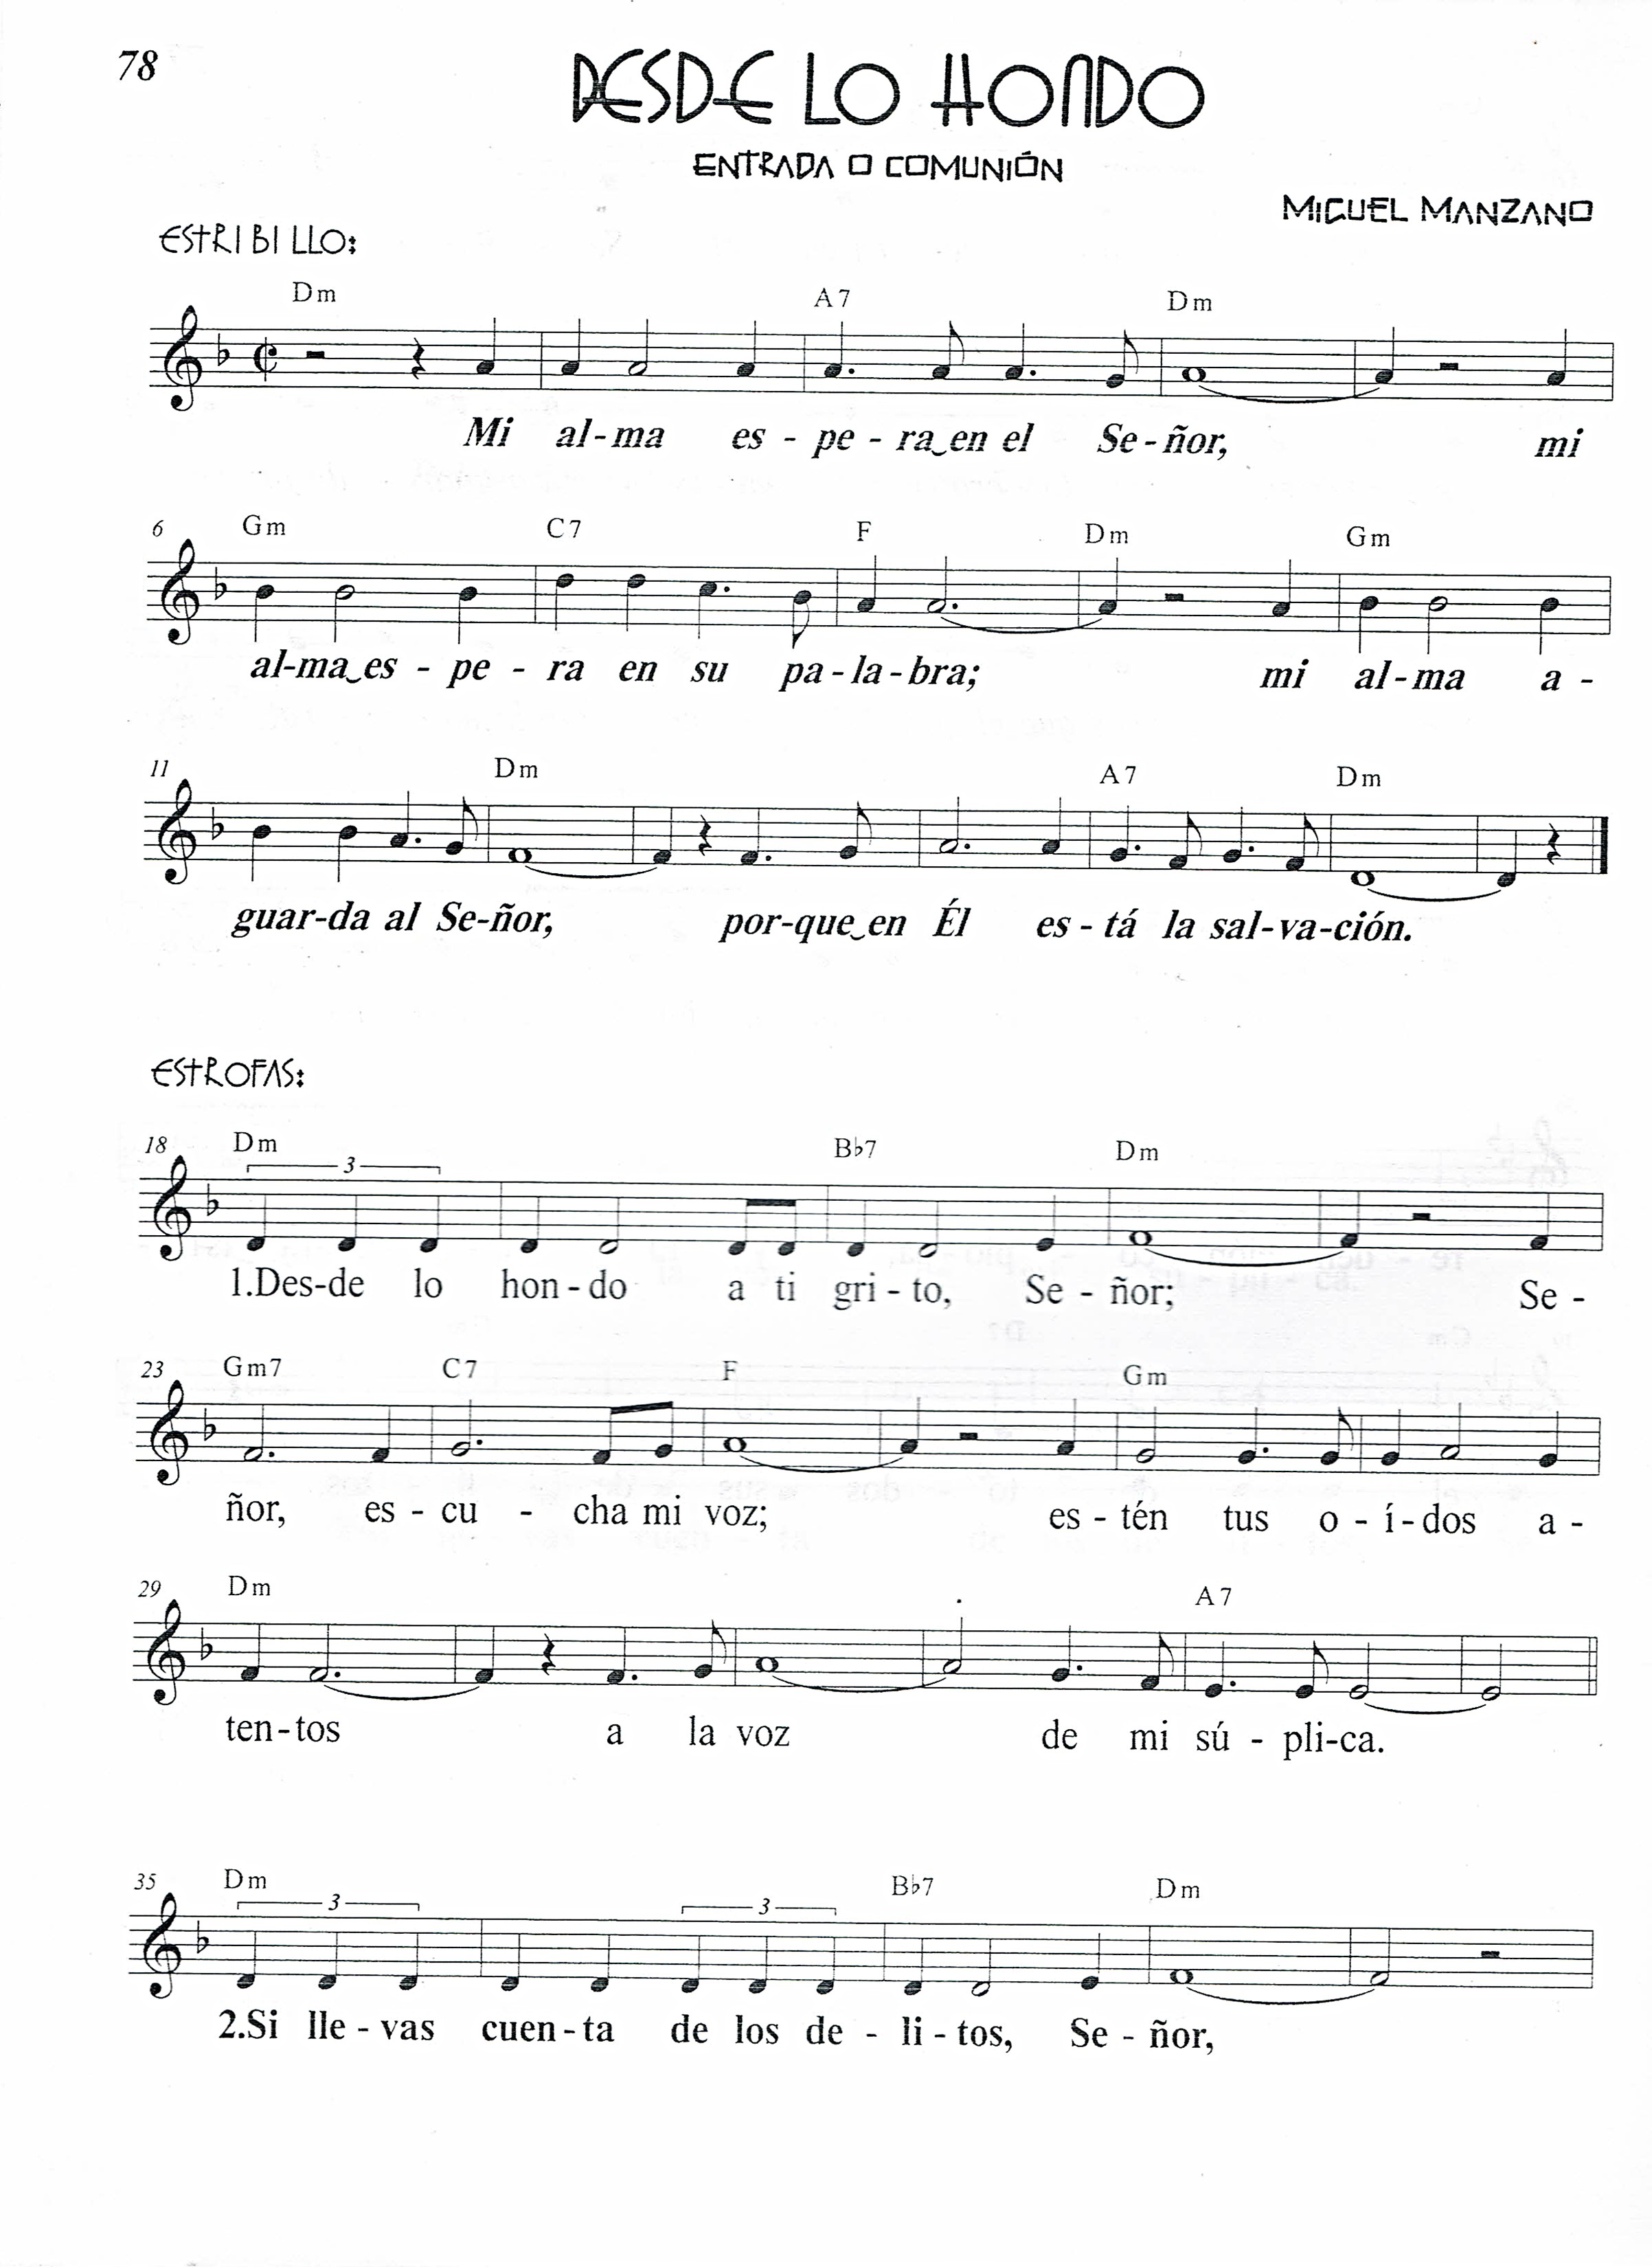 78
DESDE LO HONDO
ENTRADA O COMUNIÓN
MIGUEL MANZANO
ESTRIBILLO:
Dm A7 Dm
Mi al-ma es - pe - ra‿en el Se - ñor, mi
6 Gm C7 F Dm Gm
al-ma‿es - pe - ra en su pa - la - bra; mi al - ma a -
11 Dm A7 Dm
guar-da al Se-ñor, por-que‿en Él es - tá la sal-va-ción.
ESTROFAS:
18 Dm 3 B♭7 Dm
1.Des-de lo hon - do a ti gri - to, Se - ñor; Se -
23 Gm7 C7 F Gm
ñor, es - cu - cha mi voz; es - tén tus o - í - dos a -
29 Dm A7
ten-tos a la voz de mi sú - pli-ca.
35 Dm 3 3 B♭7 Dm
2.Si lle - vas cuen - ta de los de - li - tos, Se - ñor,